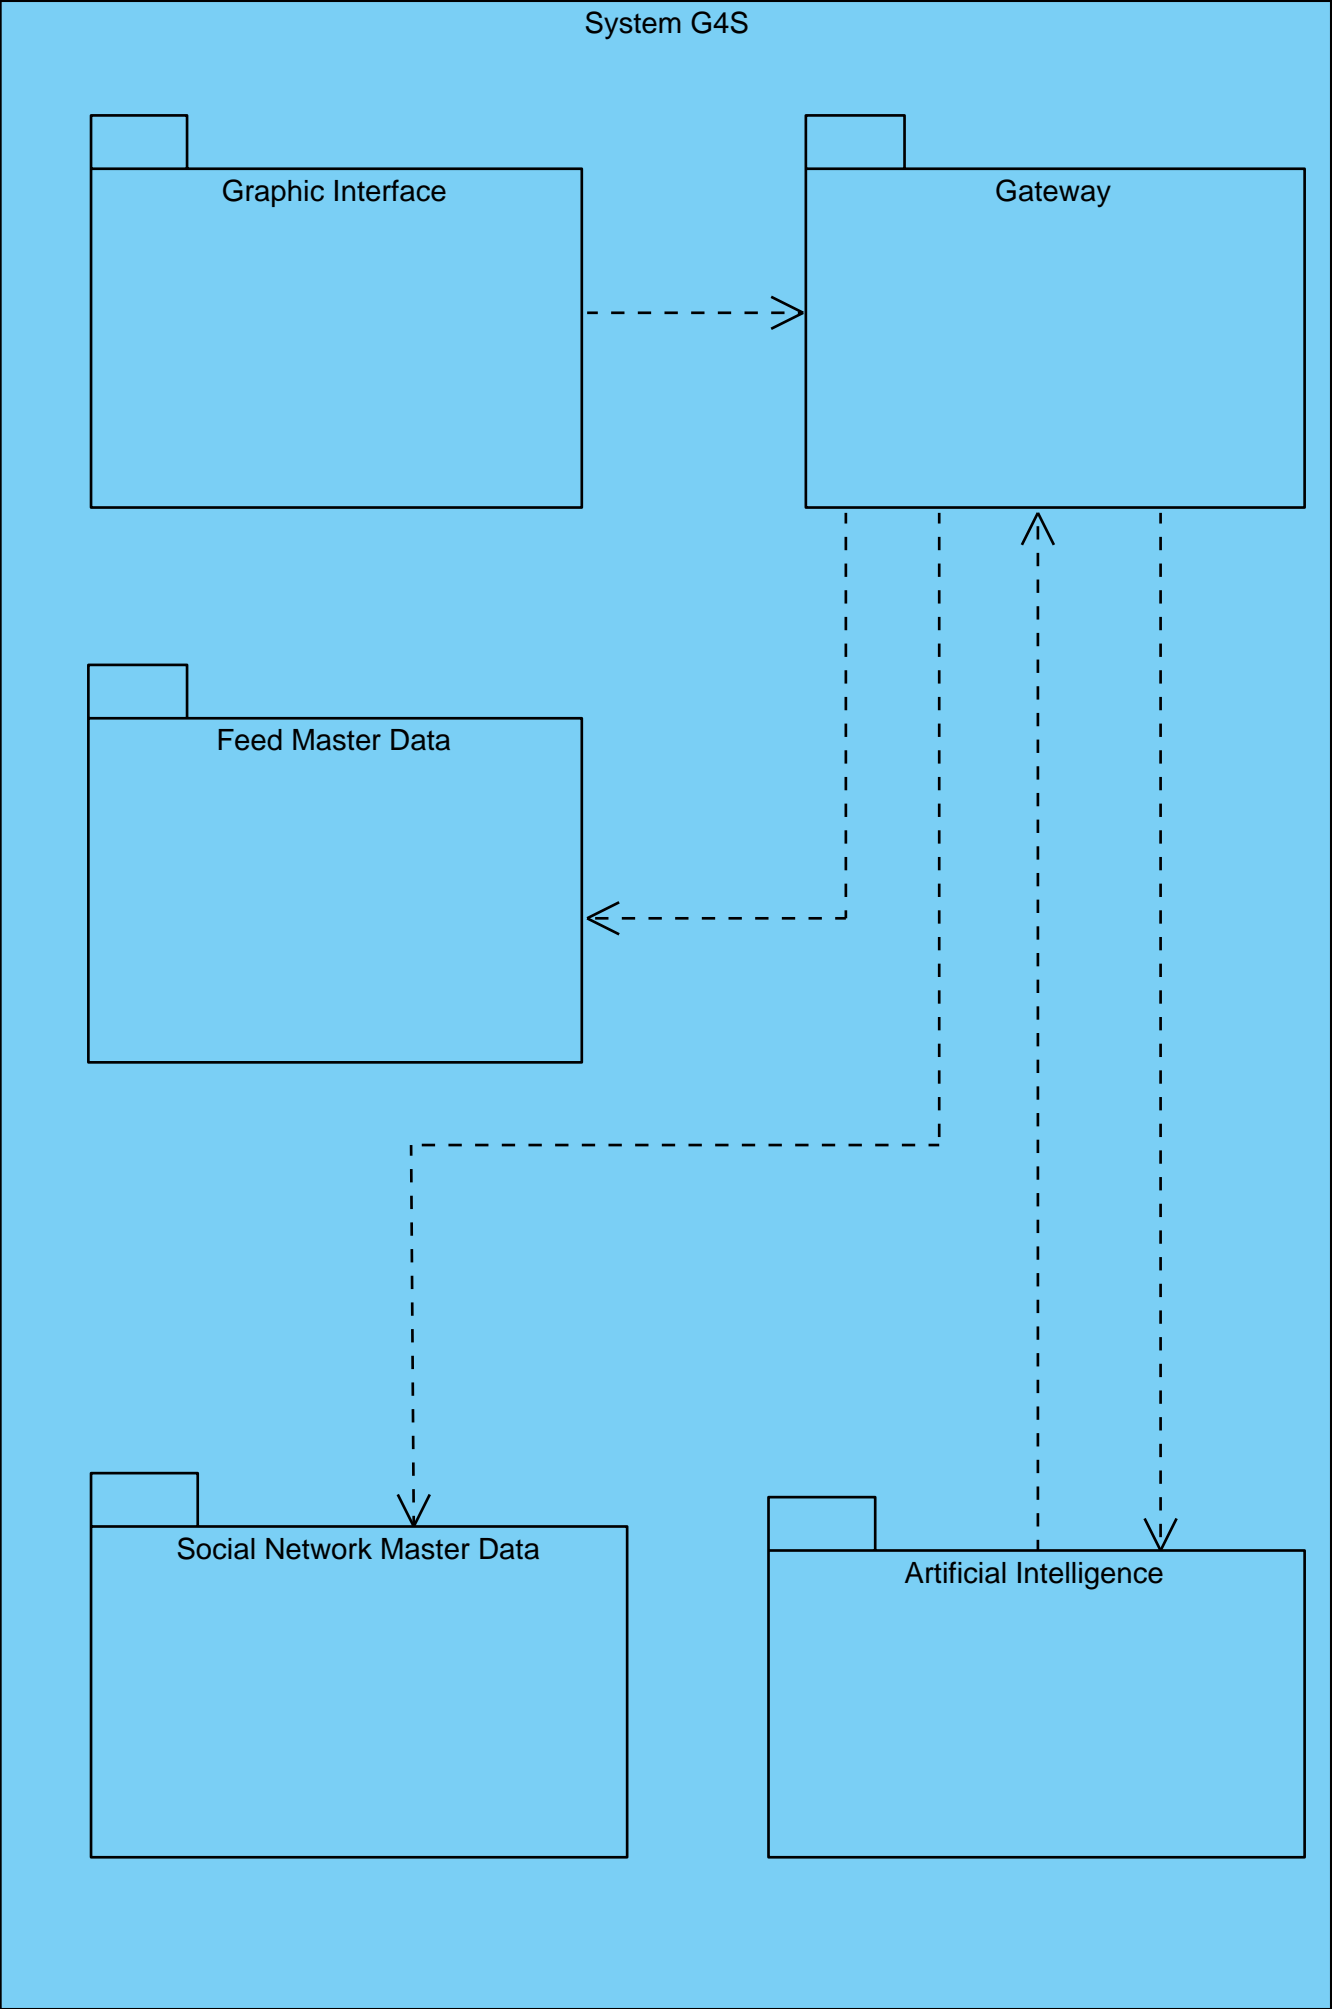 System G4S
Graphic Interface
Gateway
Feed Master Data
Social Network Master Data
Artificial Intelligence